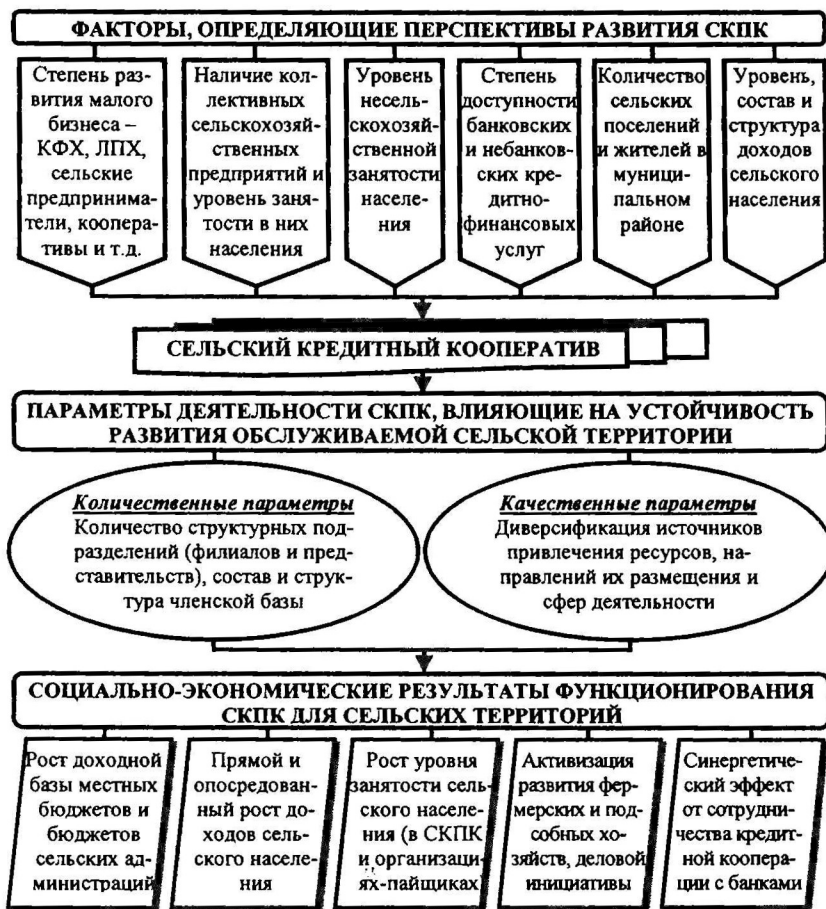 ФАКТОРЫ, ОПРЕДЕЛЯЮЩИЕ ПЕРСПЕКТИВЫ РАЗВИТИЯ СКПК
Степень раз-
вития малого
бизнеса –
КФХ, ЛПХ,
сельские
предпринима-
тели, коопера-
тивы и т.д.
Наличие кол-
лективных
сельскохозяй-
ственных
предприятий и
уровень заня-
тости в них
населения
Уровень
несель-
скохозяй-
ственной
занятости
населе-
ния
Степень
доступности
банковских
и небанков-
ских кре-
дитно-
финансовых
услуг
Количество
сельских
поселений
и жителей в
муници-
пальном
районе
Уровень,
состав и
структура
доходов
сельского
населения
СЕЛЬСКИЙ КРЕДИТНЫЙ КООПЕРАТИВ
ПАРАМЕТРЫ ДЕЯТЕЛЬНОСТИ СКПК, ВЛИЯЮЩИЕ НА УСТОЙЧИВОСТЬ
РАЗВИТИЯ ОБСЛУЖИВАЕМОЙ СЕЛЬСКОЙ ТЕРРИТОРИИ
Количественные параметры
Количество структурных под-
разделений (филиалов и пред-
ставительств), состав и струк-
тура членской базы
Качественные параметры
Диверсификация источников
привлечения ресурсов, на-
правлений их размещения и
сфер деятельности
СОЦИАЛЬНО-ЭКОНОМИЧЕСКИЕ РЕЗУЛЬТАТЫ ФУНКЦИОНИРОВАНИЯ
СКПК ДЛЯ СЕЛЬСКИХ ТЕРРИТОРИЙ
Рост доходной
базы местных
бюджетов и
бюджетов
сельских ад-
министраций
Прямой и
опосредован-
ный рост до-
ходов сель-
ского населе-
ния
Рост уровня
занятости сель-
ского населе-
ния (в СКПК
и организаци-
ях-пайщиках)
Активизация
развития фер-
мерских и под-
собных хо-
зяйств, деловой
инициативы
Синергетиче-
ский эффект
от сотрудни-
чества кредит-
ной коопера-
ции с банками